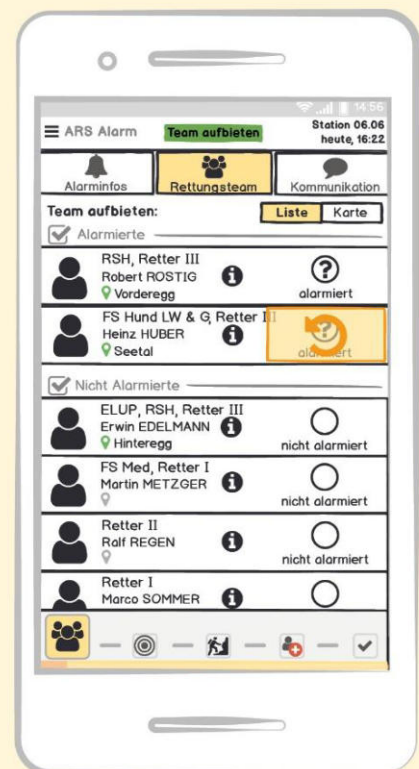 14:56
ARS Alarm Team aufbieten Station 06.06
heute, 16:22
Alarminfos Rettungsteam Kommunikation
Team aufbieten: Liste Karte
Alarmierte
RSH, Retter III
Robert ROSTIG
Vorderegg alarmiert
FS Hund LW & G, Retter III
Heinz HUBER
Seetal alarmiert
Nicht Alarmierte
ELUP, RSH, Retter III
Erwin EDELMANN
Hinteregg nicht alarmiert
FS Med, Retter I
Martin METZGER
nicht alarmiert
Retter II
Ralf REGEN
nicht alarmiert
Retter I
Marco SOMMER